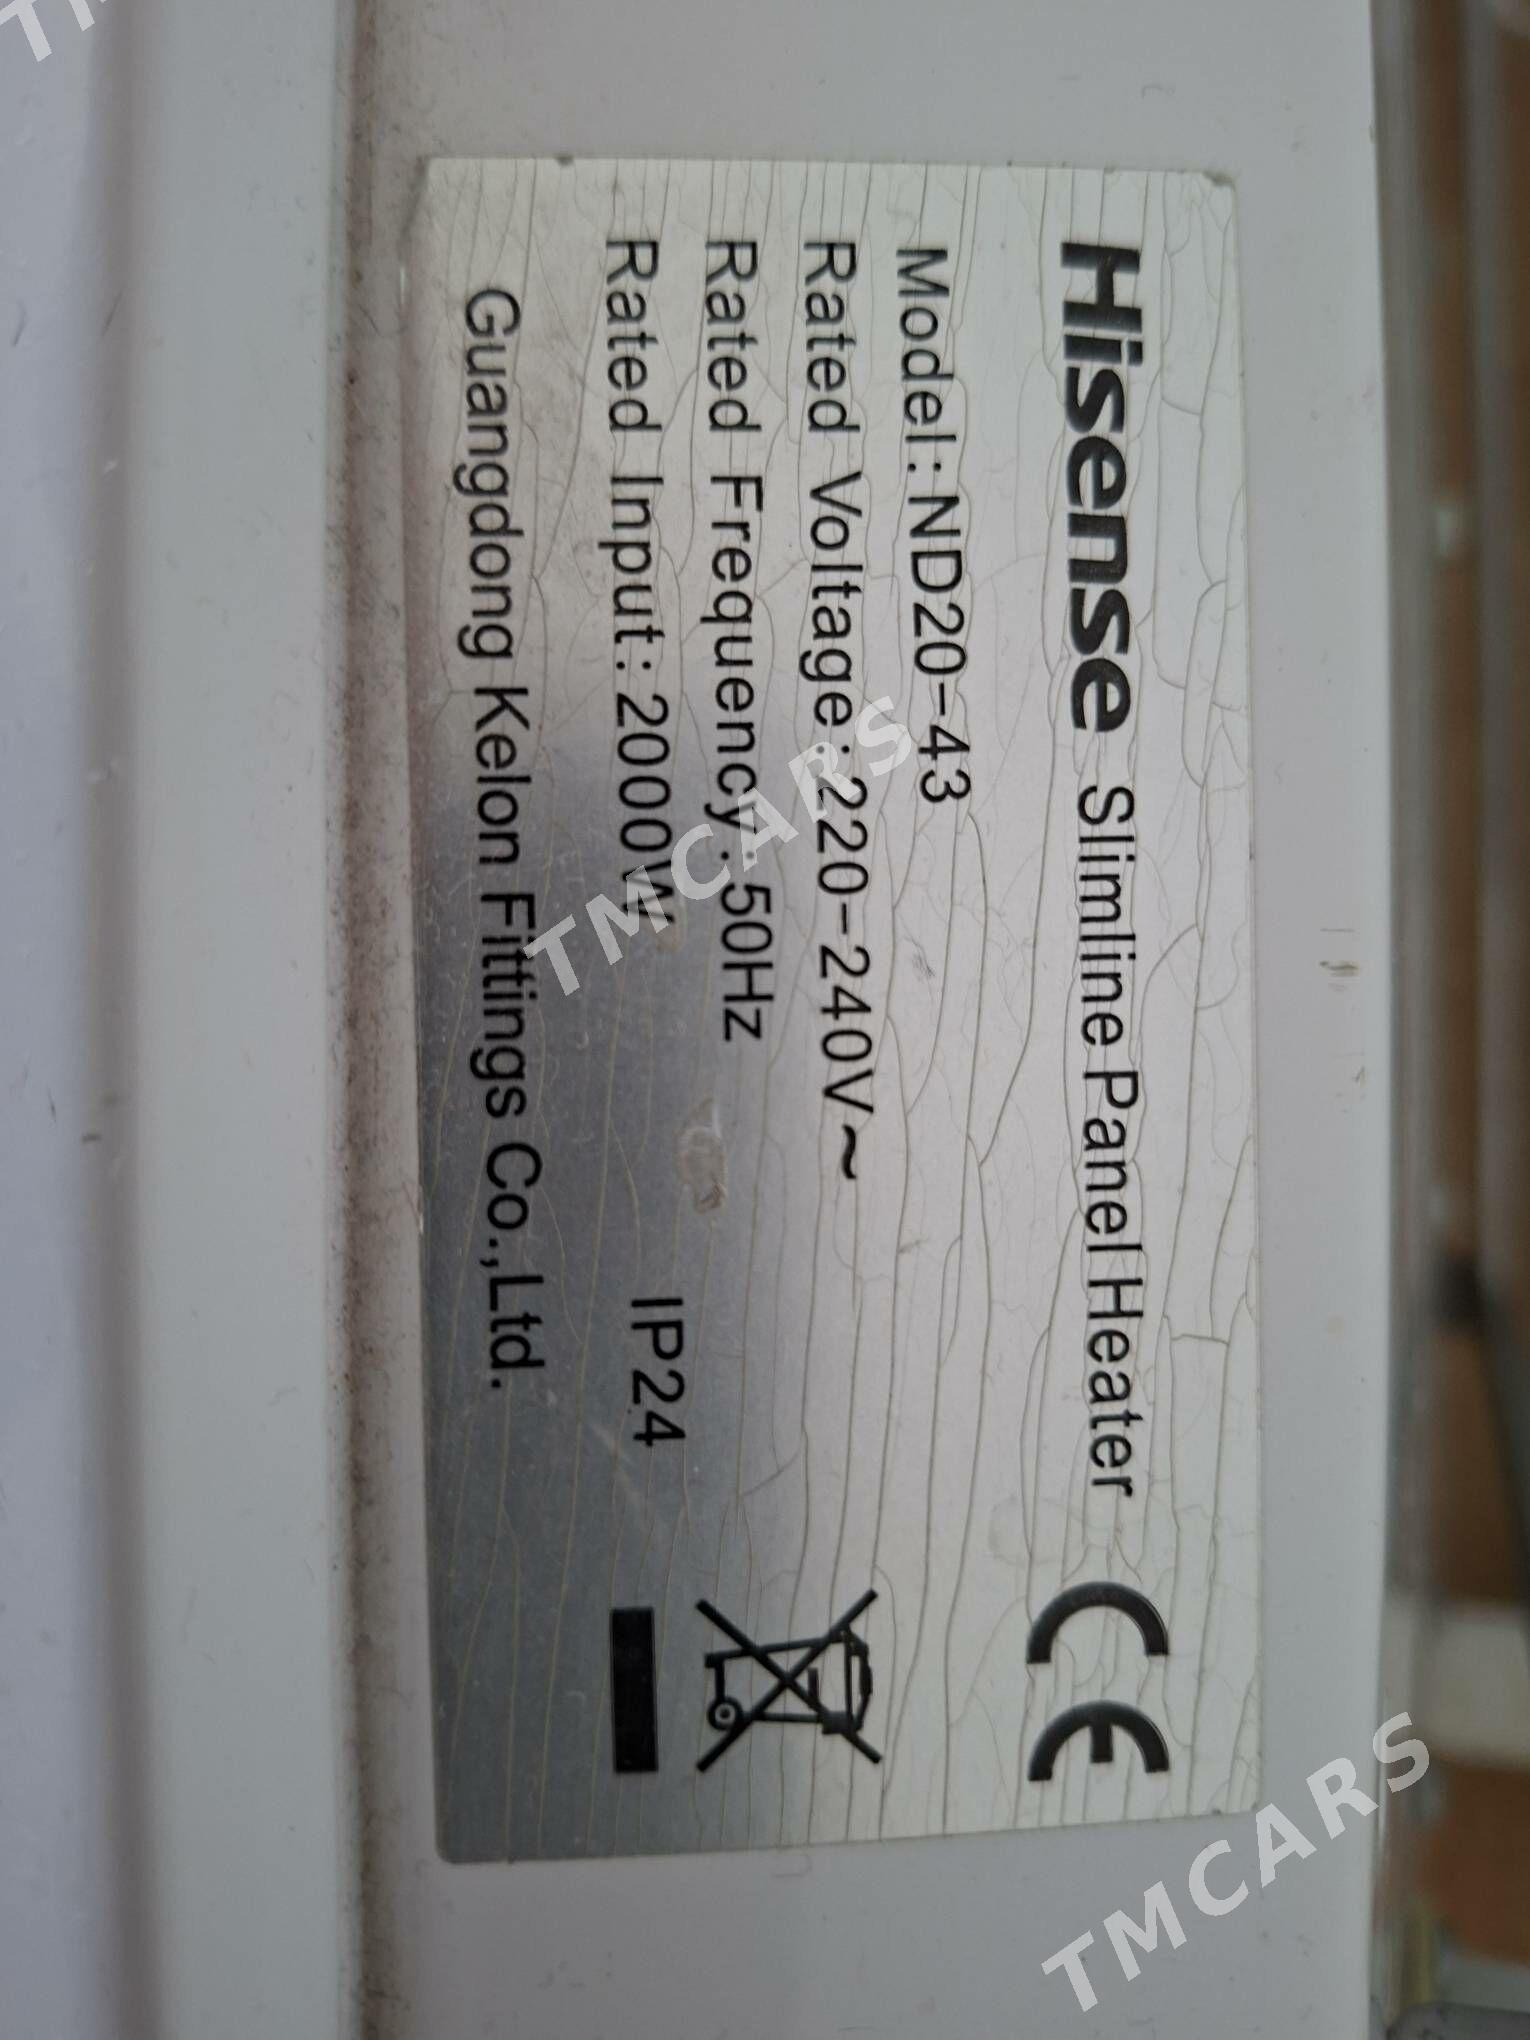 Hisense Slimline Panel Heater
CE
Model:ND20-43
Rated Voltage:220-240V~
Rated Frequency:50Hz
Rated Input:2000W
IP24
Guangdong Kelon Fittings Co.,Ltd.
TMCARS
TMCARS